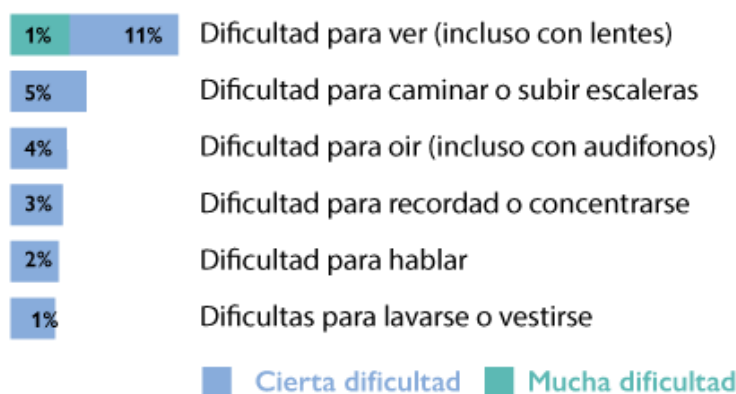 1% 11% Dificultad para ver (incluso con lentes)
5% Dificultad para caminar o subir escaleras
4% Dificultad para oir (incluso con audifonos)
3% Dificultad para recordad o concentrarse
2% Dificultad para hablar
1% Dificultas para lavarse o vestirse
Cierta dificultad Mucha dificultad